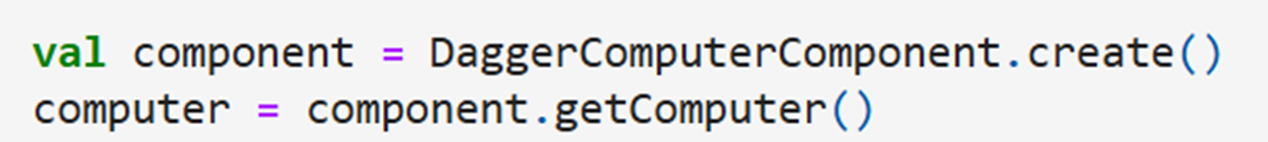 val component = DaggerComputerComponent.create()
computer = component.getComputer()